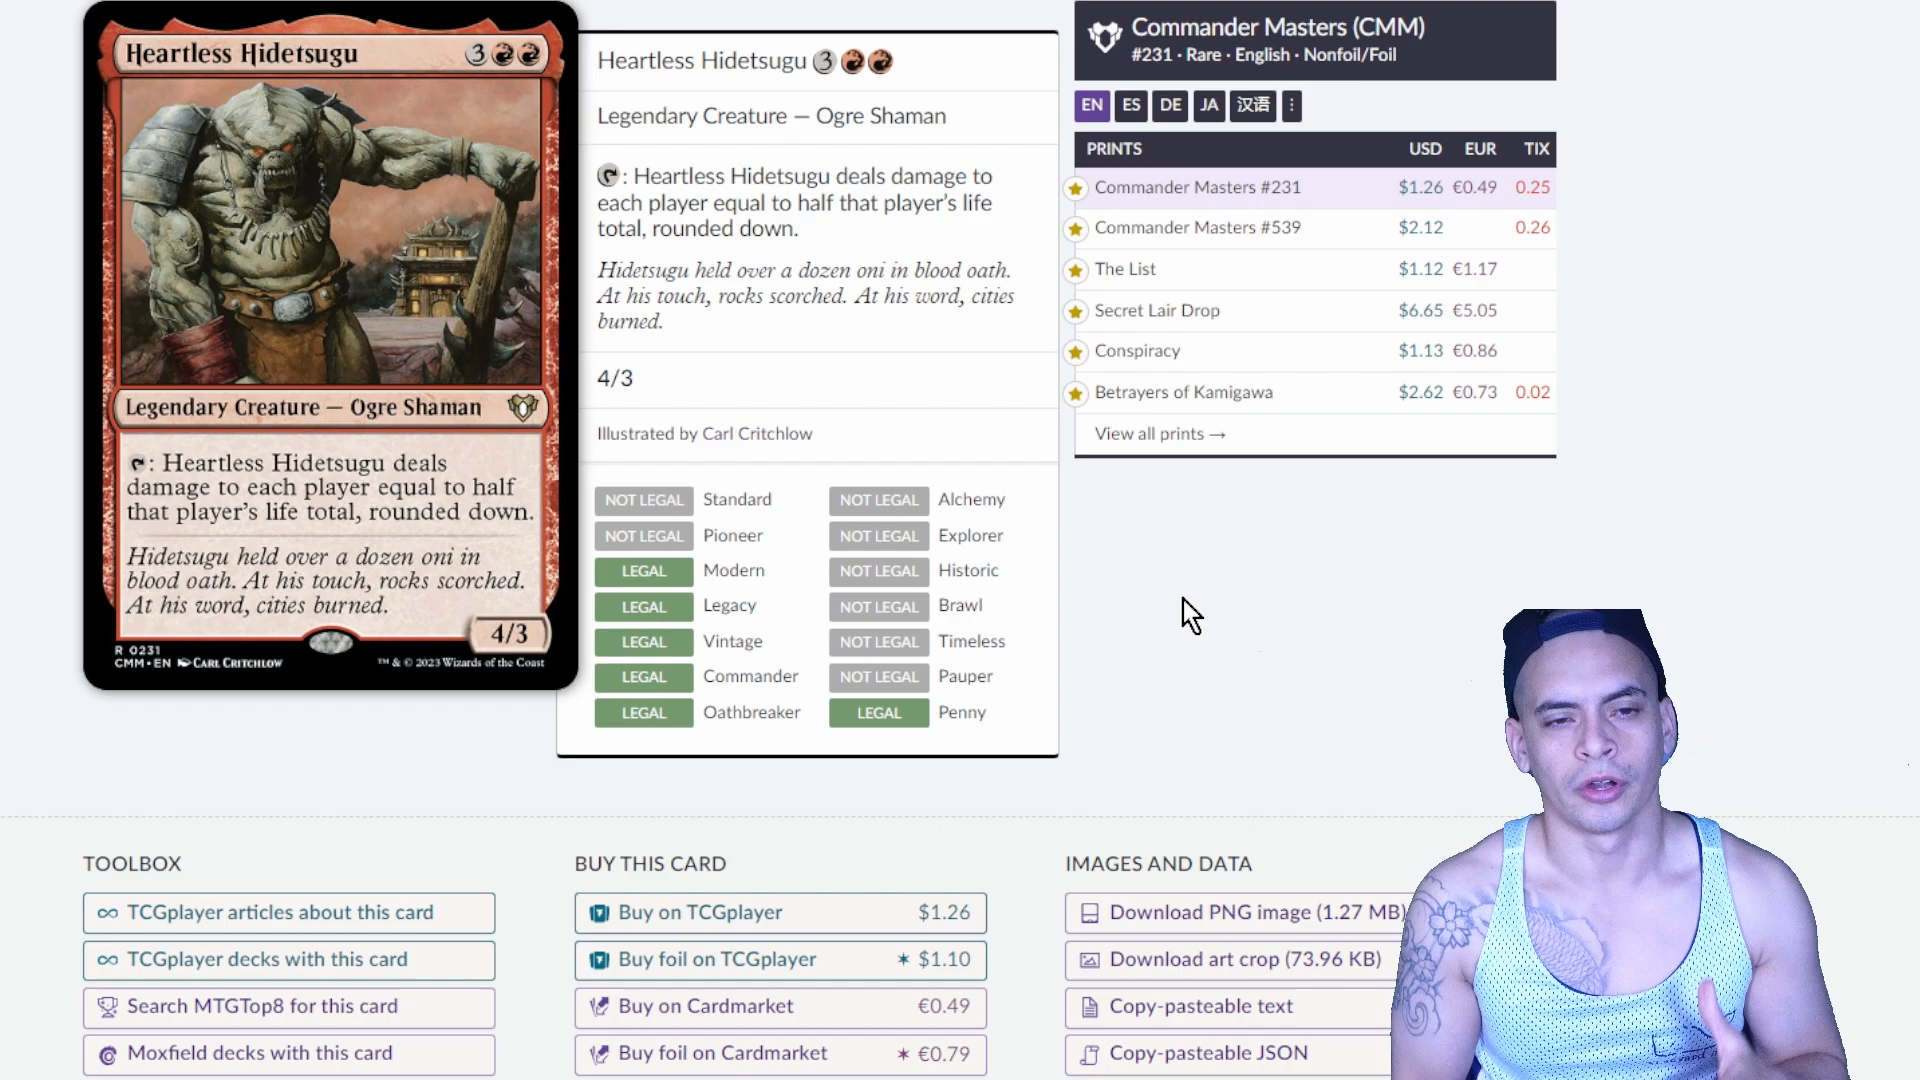 Heartless Hidetsugu 3
Legendary Creature — Ogre Shaman
: Heartless Hidetsugu deals
damage to each player equal to half
that player's life total, rounded down.
Hidetsugu held over a dozen oni in
blood oath. At his touch, rocks scorched.
At his word, cities burned.
4/3
R 0231
CMM • EN CARL CRITCHLOW
™ & © 2023 Wizards of the Coast
Heartless Hidetsugu 3
Legendary Creature — Ogre Shaman
: Heartless Hidetsugu deals damage to
each player equal to half that player's life
total, rounded down.
Hidetsugu held over a dozen oni in blood oath.
At his touch, rocks scorched. At his word, cities
burned.
4/3
Illustrated by Carl Critchlow
NOT LEGAL Standard NOT LEGAL Alchemy
NOT LEGAL Pioneer NOT LEGAL Explorer
LEGAL Modern NOT LEGAL Historic
LEGAL Legacy NOT LEGAL Brawl
LEGAL Vintage NOT LEGAL Timeless
LEGAL Commander NOT LEGAL Pauper
LEGAL Oathbreaker LEGAL Penny
Commander Masters (CMM)
#231 · Rare · English · Nonfoil/Foil
EN ES DE JA 汉语
PRINTS USD EUR TIX
Commander Masters #231 $1.26 €0.49 0.25
Commander Masters #539 $2.12 0.26
The List $1.12 €1.17
Secret Lair Drop $6.65 €5.05
Conspiracy $1.13 €0.86
Betrayers of Kamigawa $2.62 €0.73 0.02
View all prints →
TOOLBOX
TCGplayer articles about this card
TCGplayer decks with this card
Search MTGTop8 for this card
Moxfield decks with this card
BUY THIS CARD
Buy on TCGplayer $1.26
Buy foil on TCGplayer ✶ $1.10
Buy on Cardmarket €0.49
Buy foil on Cardmarket ✶ €0.79
IMAGES AND DATA
Download PNG image (1.27 MB)
Download art crop (73.96 KB)
Copy-pasteable text
Copy-pasteable JSON